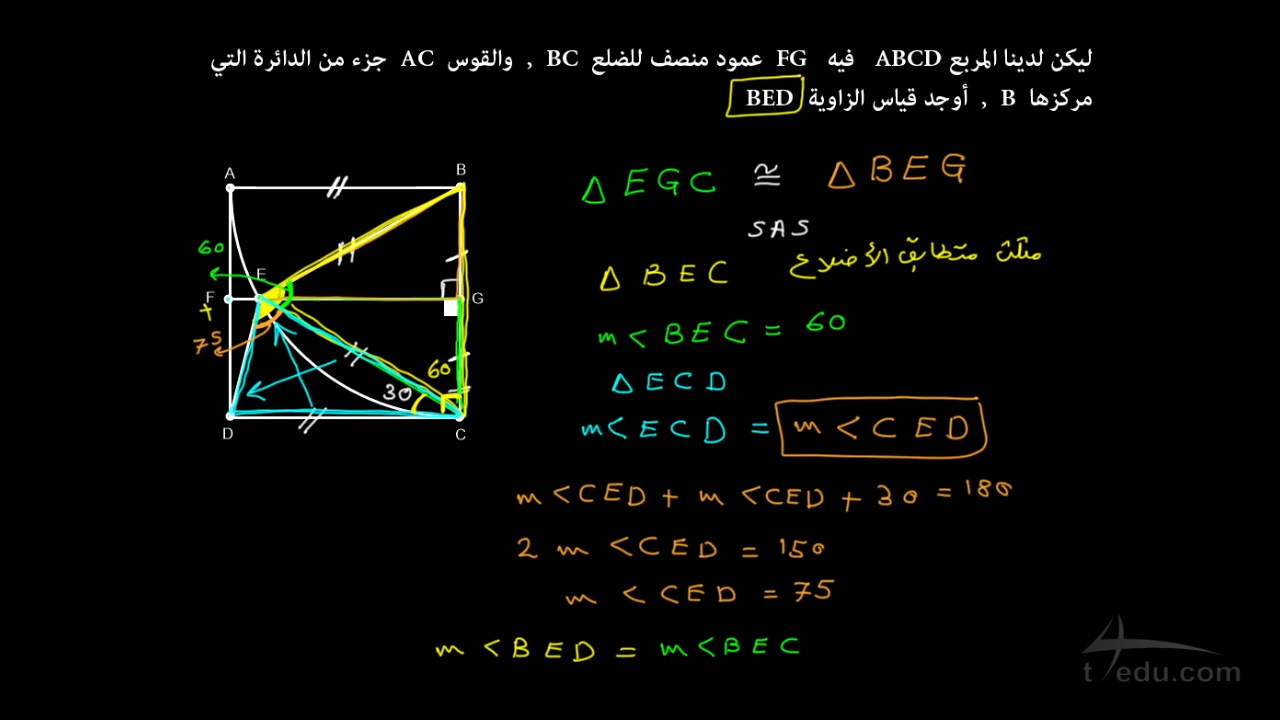 ليكن لدينا المربع ABCD فيه FG عمود منصف للضلع BC , والقوس AC جزء من الدائرة التي
مركزها B , أوجد قياس الزاوية BED
A
B
60
E
F
G
+
75
60
30
D
C
△ EGC ≅ △ BEG
SAS
△ BEC مثلث متطابق الأضلاع
m < BEC = 60
△ ECD
m < ECD = m < CED
m < CED + m < CED + 30 = 180
2 m < CED = 150
m < CED = 75
m < BED = m < BEC
t4edu.com